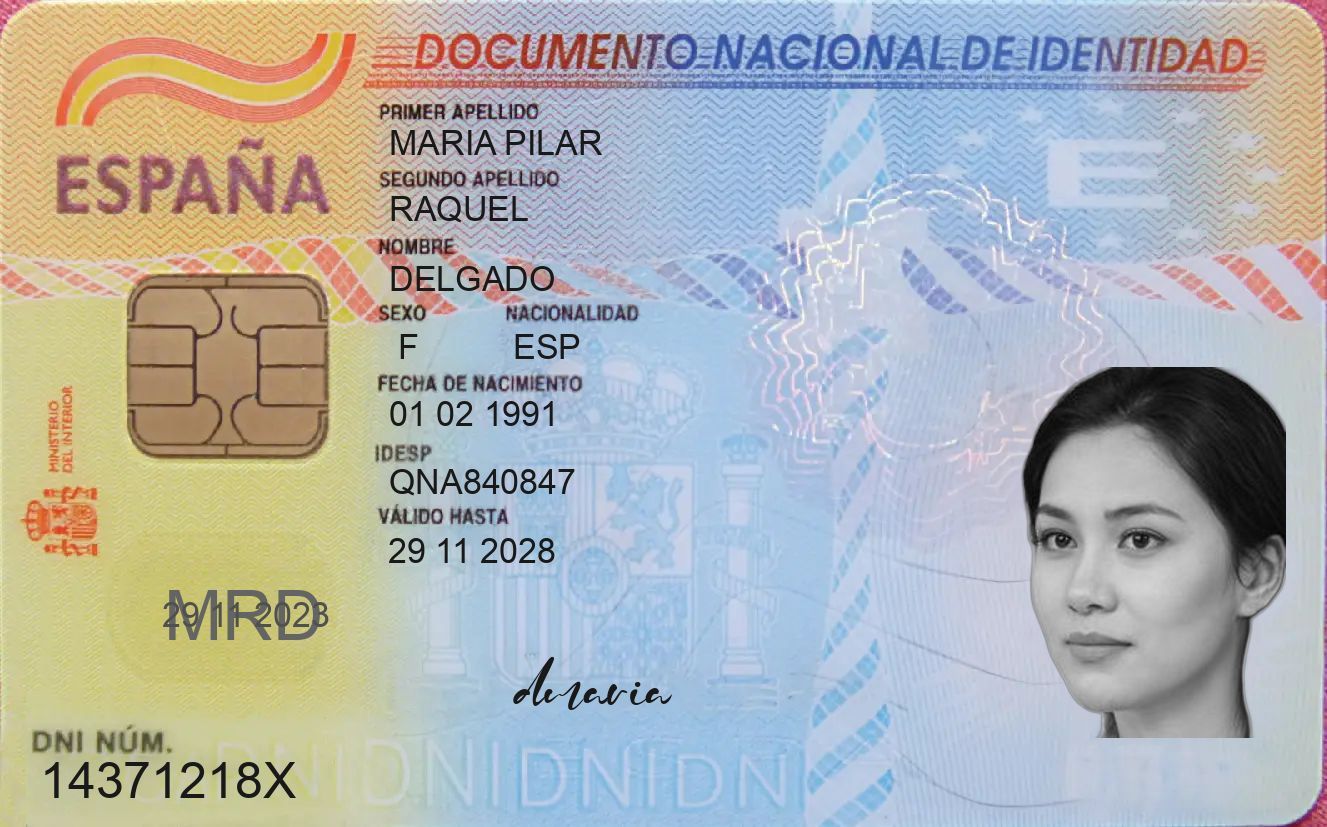 DOCUMENTO NACIONAL DE IDENTIDAD
ESPAÑA
PRIMER APELLIDO
MARIA PILAR
SEGUNDO APELLIDO
RAQUEL
NOMBRE
DELGADO
SEXO NACIONALIDAD
F ESP
FECHA DE NACIMIENTO
01 02 1991
IDESP
QNA840847
VÁLIDO HASTA
29 11 2028
MINISTERIO
DEL INTERIOR
E
29 11 2023
MRD
dmaria
DNI NÚM.
14371218X
DNIDNIDNIDNI